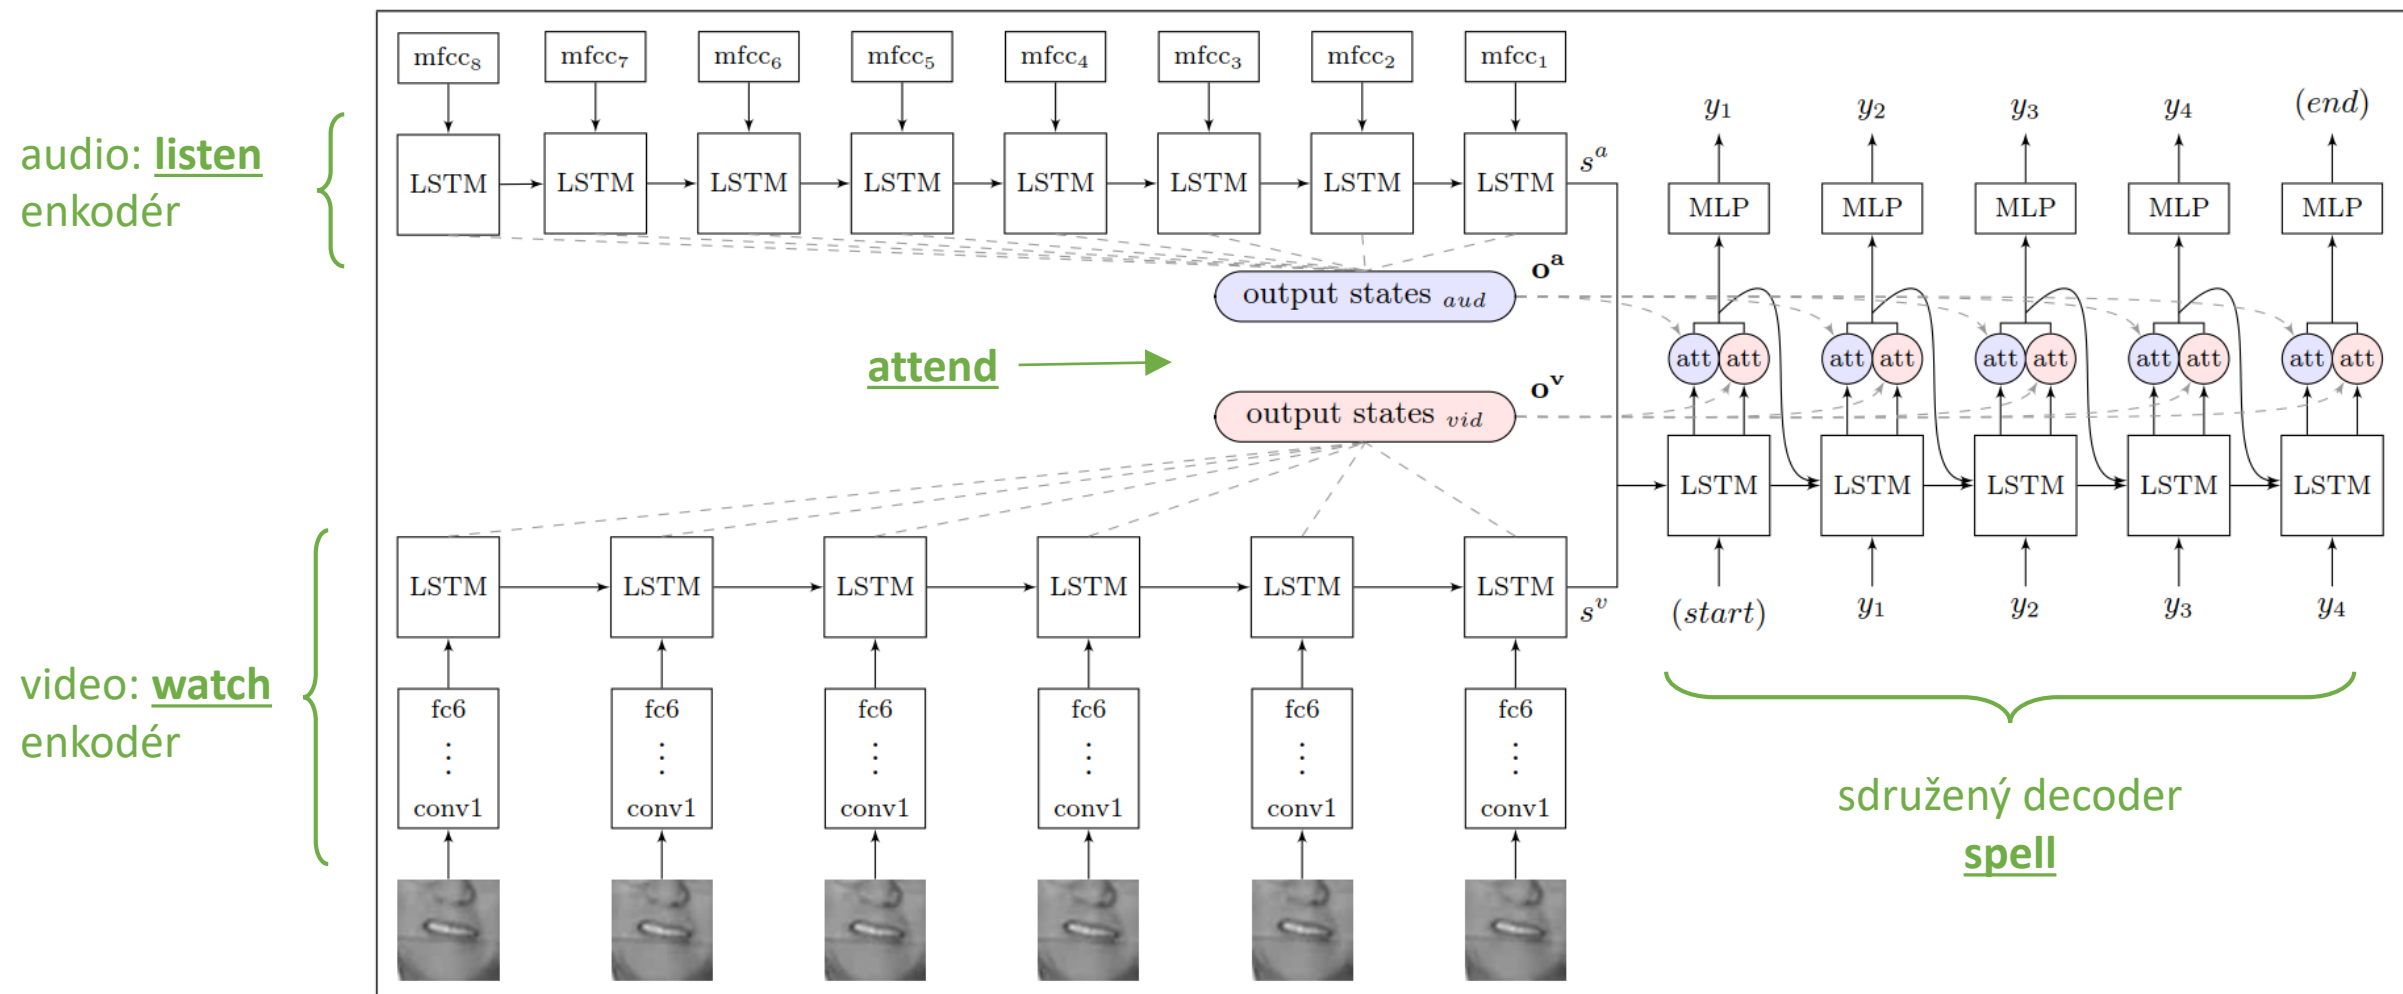 mfcc₈ mfcc₇ mfcc₆ mfcc₅ mfcc₄ mfcc₃ mfcc₂ mfcc₁
y₁ y₂ y₃ y₄ (end)
audio: listen
enkodér
LSTM LSTM LSTM LSTM LSTM LSTM LSTM LSTM
sᵃ
MLP MLP MLP MLP MLP
oᵃ
output states aud
attend
att att att att att att att att att att
oᵛ
output states vid
LSTM LSTM LSTM LSTM LSTM
LSTM LSTM LSTM LSTM LSTM LSTM
sᵛ
(start) y₁ y₂ y₃ y₄
video: watch
enkodér
fc6 fc6 fc6 fc6 fc6 fc6
⋮ ⋮ ⋮ ⋮ ⋮ ⋮
conv1 conv1 conv1 conv1 conv1 conv1
sdružený decoder
spell